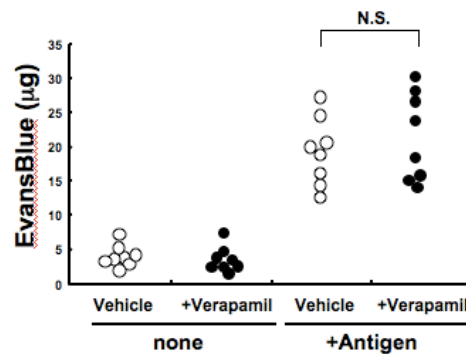 N.S.
EvansBlue (μg)
35
30
25
20
15
10
5
0
Vehicle +Verapamil Vehicle +Verapamil
none +Antigen